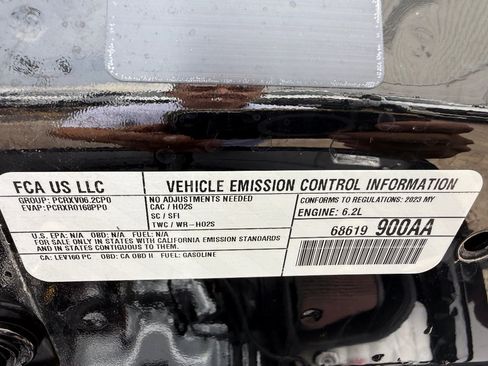 FCA US LLC
VEHICLE EMISSION CONTROL INFORMATION
GROUP: PCRXV06.2CP0
EVAP: PCRXR0168PP0
NO ADJUSTMENTS NEEDED
CAC / HO2S
SC / SFI
TWC / WR-HO2S
CONFORMS TO REGULATIONS: 2023 MY
ENGINE: 6.2L
68619 900AA
U.S. EPA: N/A OBD: N/A FUEL: N/A
FOR SALE ONLY IN STATES WITH CALIFORNIA EMISSION STANDARDS
AND IN STATES CONTIGUOUS TO THEM.
CA: LEV160 PC OBD: CA OBD II FUEL: GASOLINE